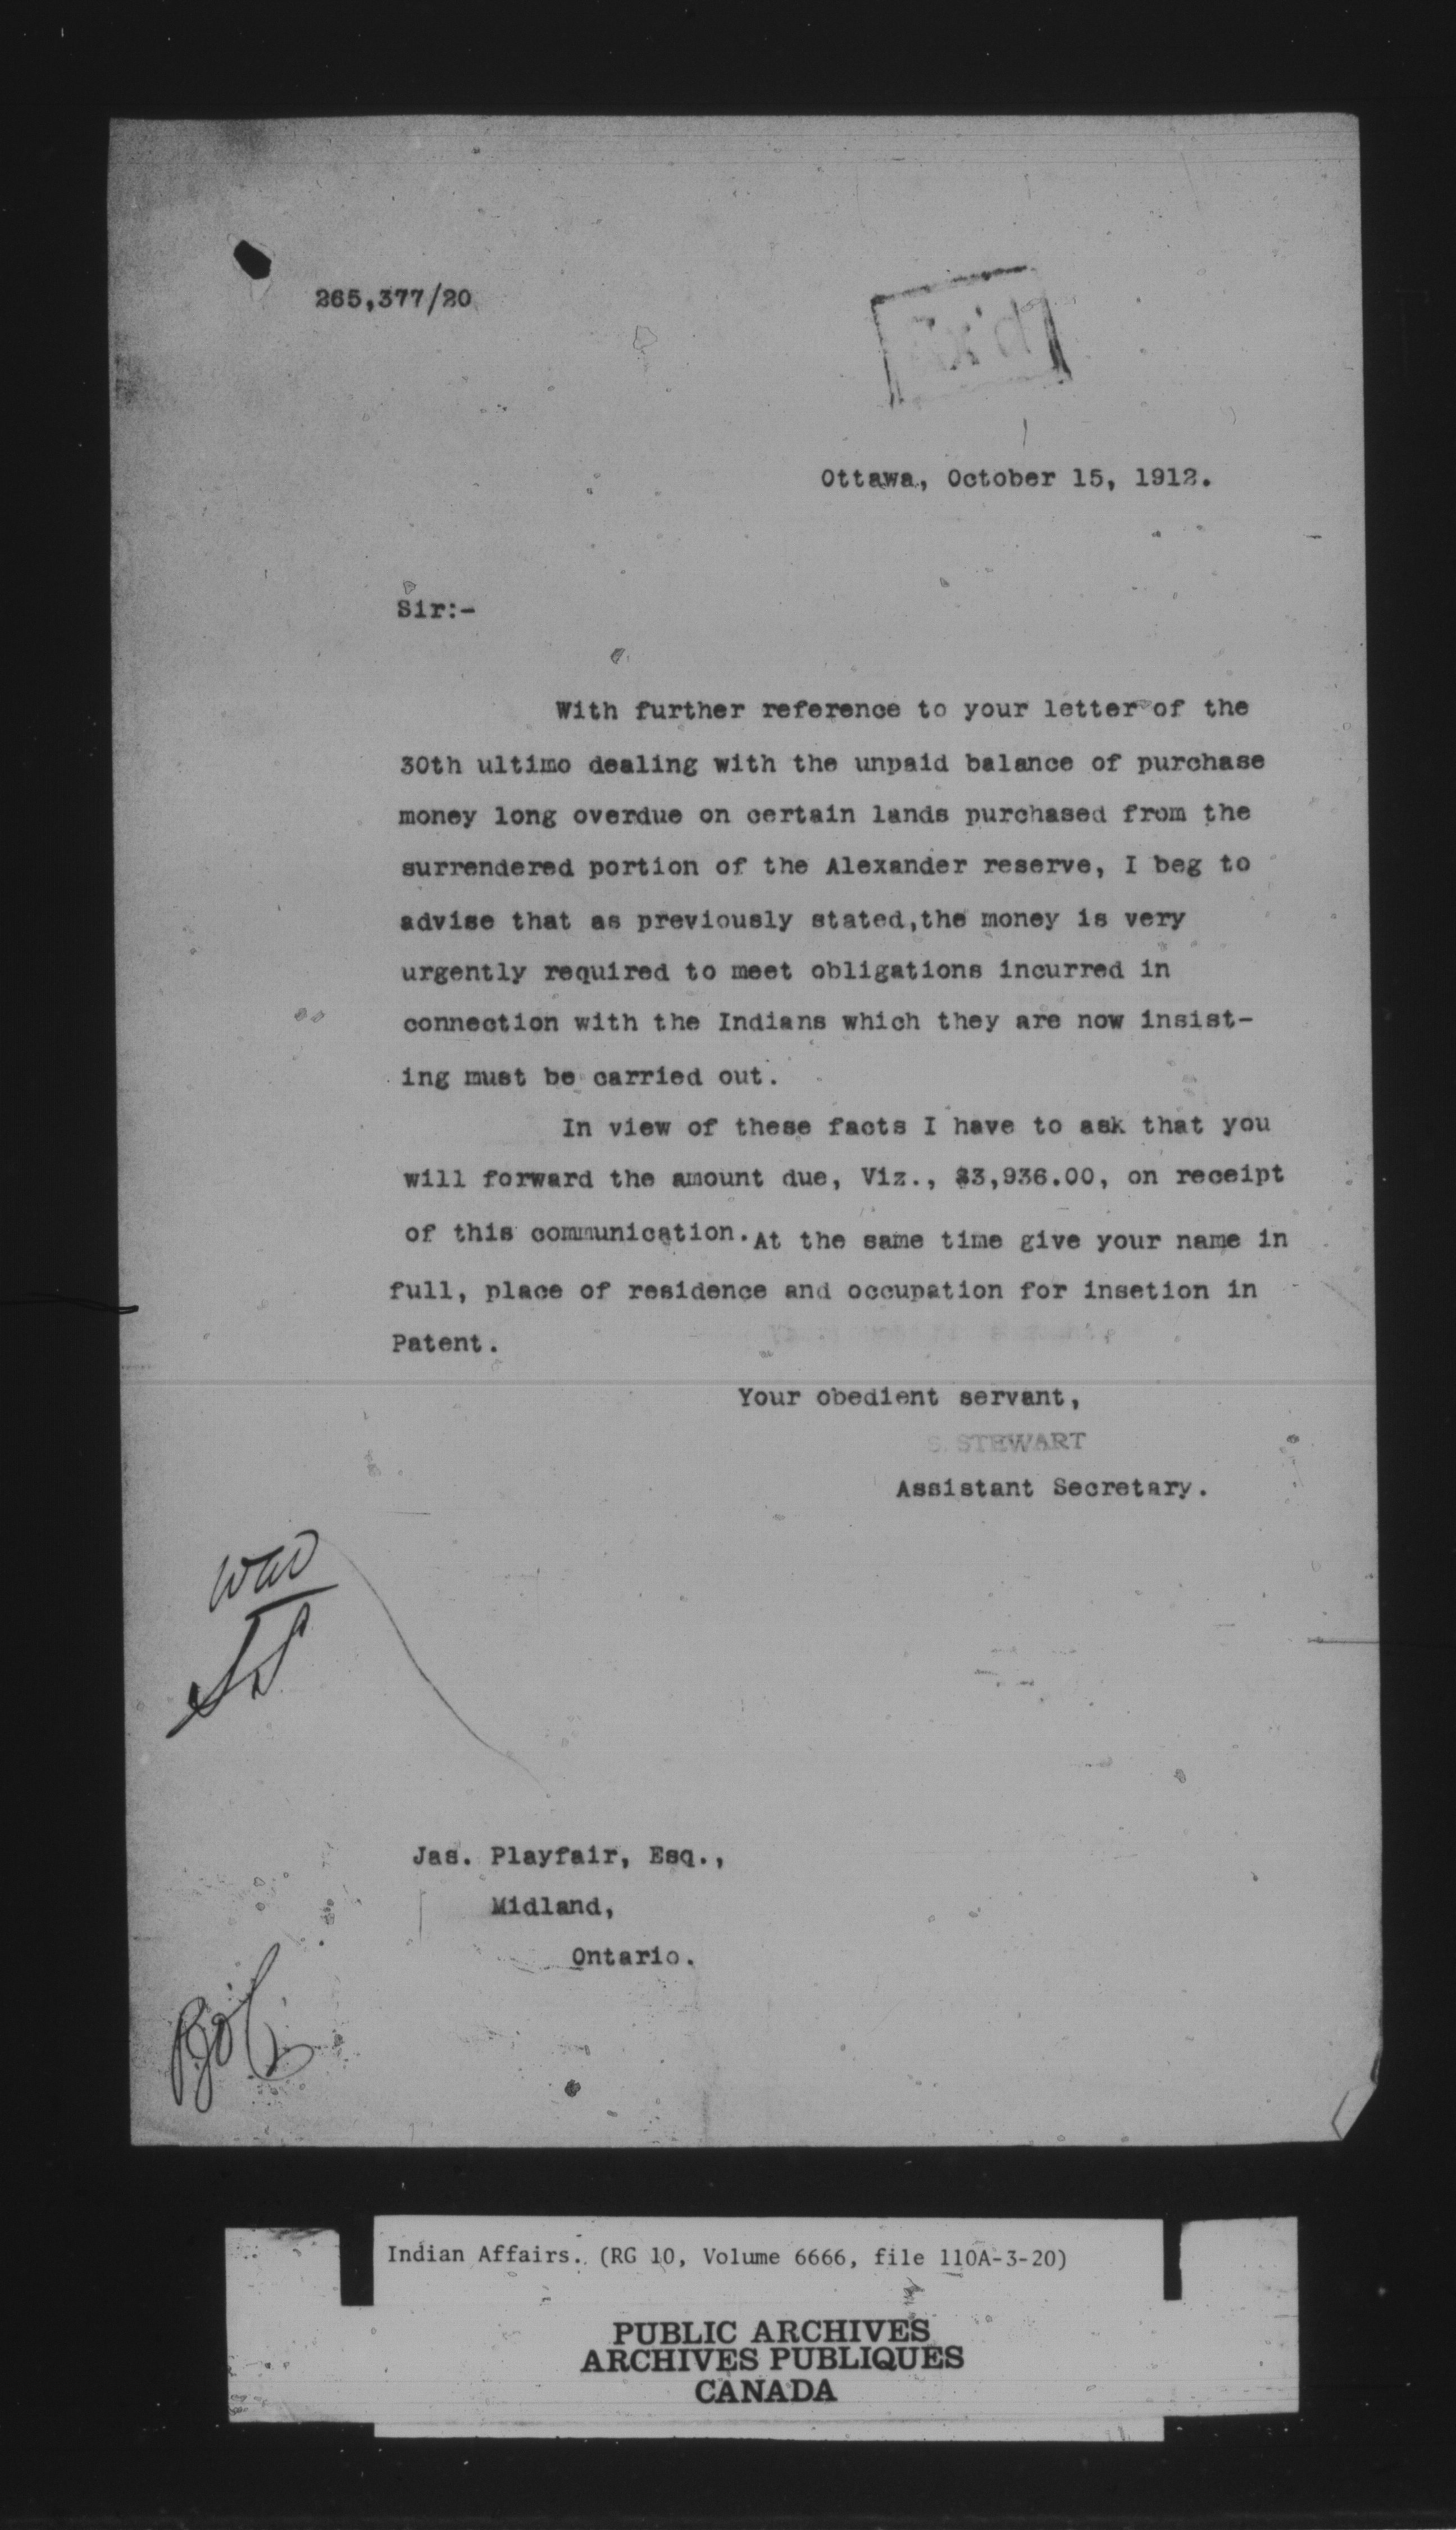 265,377/20
Ex'd
Ottawa, October 15, 1912.
Sir:-
With further reference to your letter of the
30th ultimo dealing with the unpaid balance of purchase
money long overdue on certain lands purchased from the
surrendered portion of the Alexander reserve, I beg to
advise that as previously stated,the money is very
urgently required to meet obligations incurred in
connection with the Indians which they are now insist-
ing must be carried out.
In view of these facts I have to ask that you
will forward the amount due, Viz., $3,936.00, on receipt
of this communication. At the same time give your name in
full, place of residence and occupation for insetion in
Patent.
Your obedient servant,
S. STEWART
Assistant Secretary.
Jas. Playfair, Esq.,
Midland,
Ontario.
Indian Affairs. (RG 10, Volume 6666, file 110A-3-20)
PUBLIC ARCHIVES
ARCHIVES PUBLIQUES
CANADA